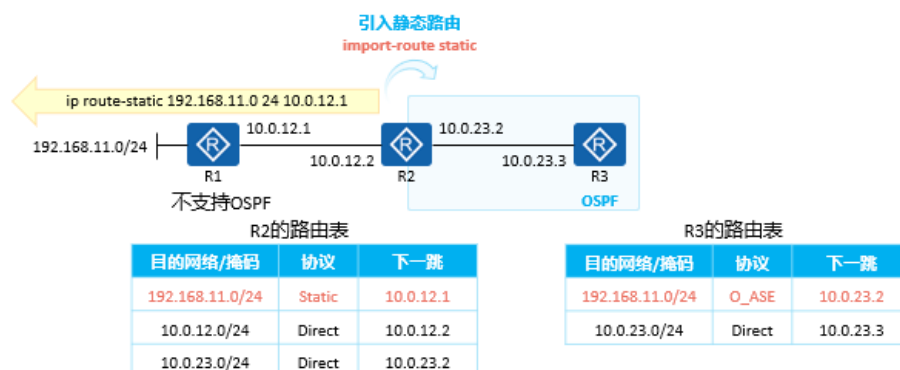 引入静态路由
import-route static
ip route-static 192.168.11.0 24 10.0.12.1
192.168.11.0/24
10.0.12.1
10.0.12.2
10.0.23.2
10.0.23.3
R
R
R
R1
R2
R3
不支持OSPF
OSPF
R2的路由表
目的网络/掩码 协议 下一跳
192.168.11.0/24 Static 10.0.12.1
10.0.12.0/24 Direct 10.0.12.2
10.0.23.0/24 Direct 10.0.23.2
R3的路由表
目的网络/掩码 协议 下一跳
192.168.11.0/24 O_ASE 10.0.23.2
10.0.23.0/24 Direct 10.0.23.3